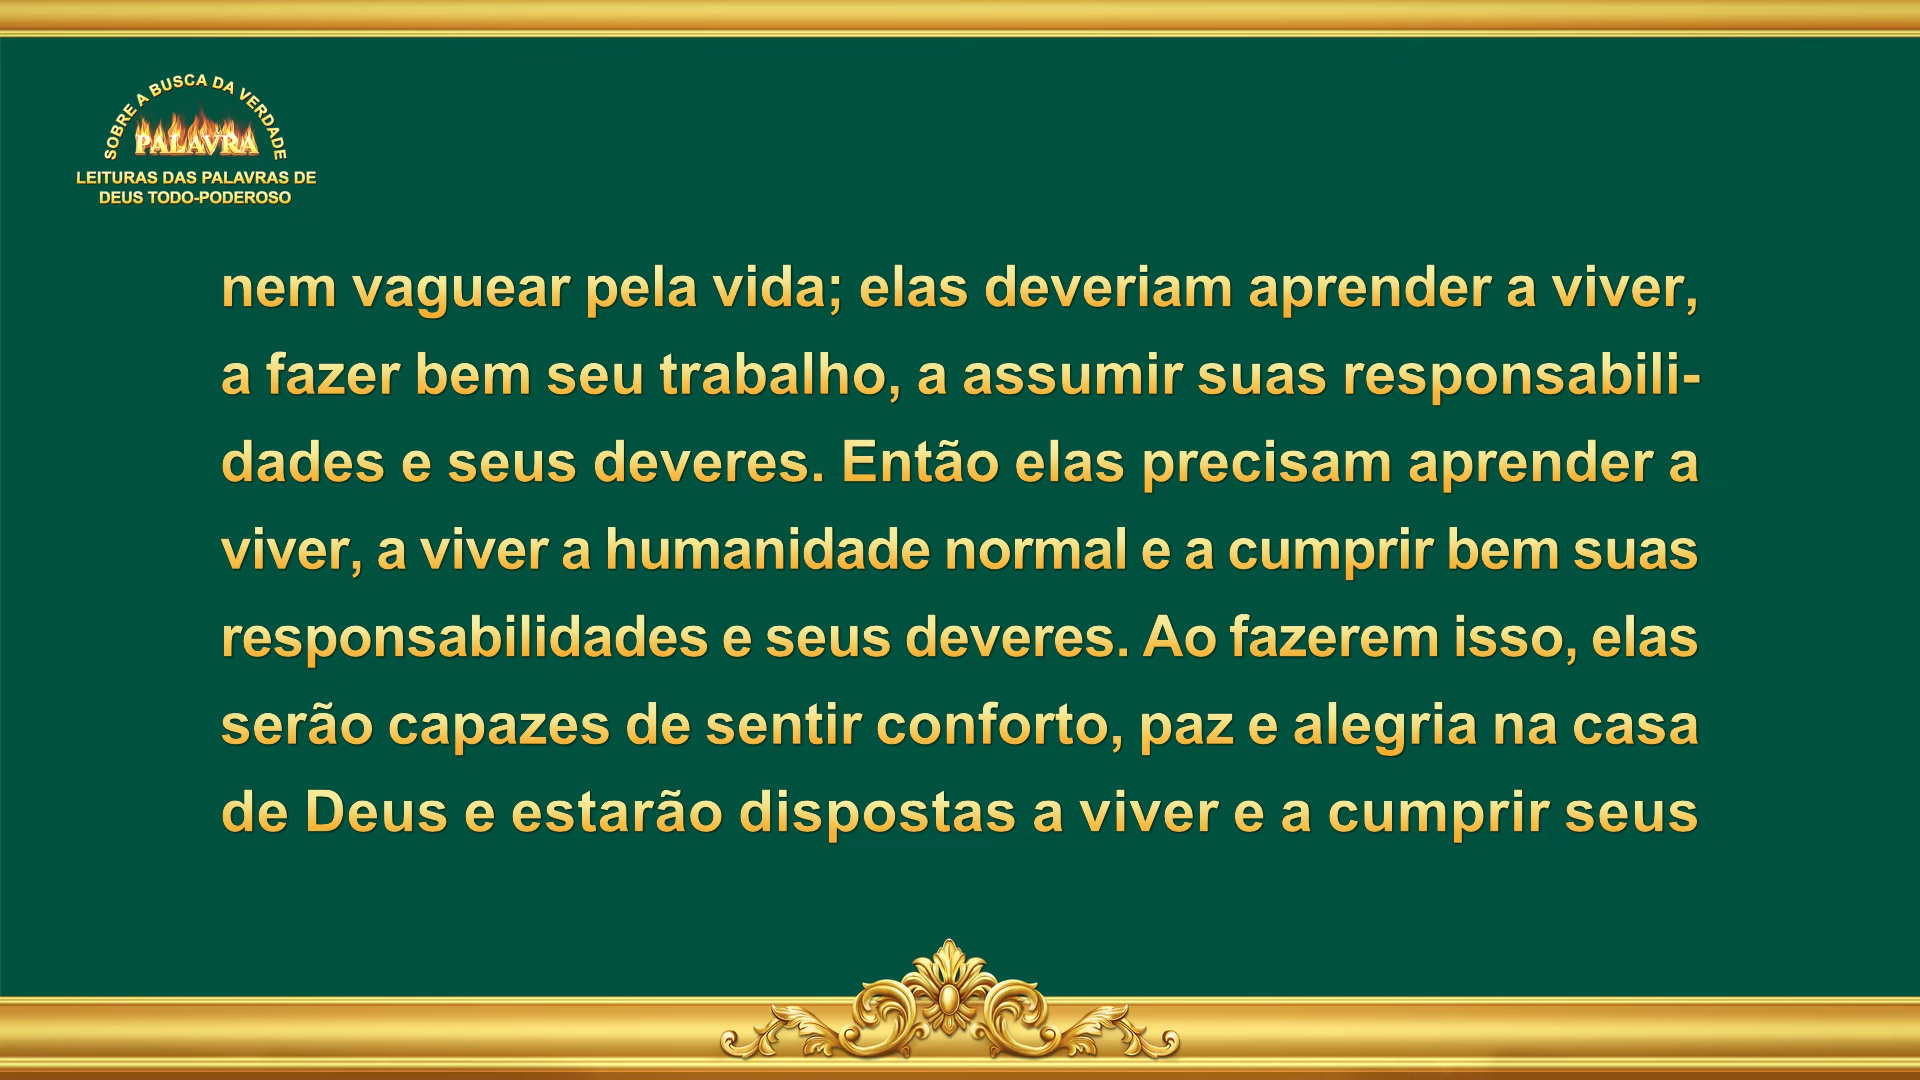 SOBRE A BUSCA DA VERDADE
PALAVRA
LEITURAS DAS PALAVRAS DE
DEUS TODO-PODEROSO
nem vaguear pela vida; elas deveriam aprender a viver,
a fazer bem seu trabalho, a assumir suas responsabili-
dades e seus deveres. Então elas precisam aprender a
viver, a viver a humanidade normal e a cumprir bem suas
responsabilidades e seus deveres. Ao fazerem isso, elas
serão capazes de sentir conforto, paz e alegria na casa
de Deus e estarão dispostas a viver e a cumprir seus